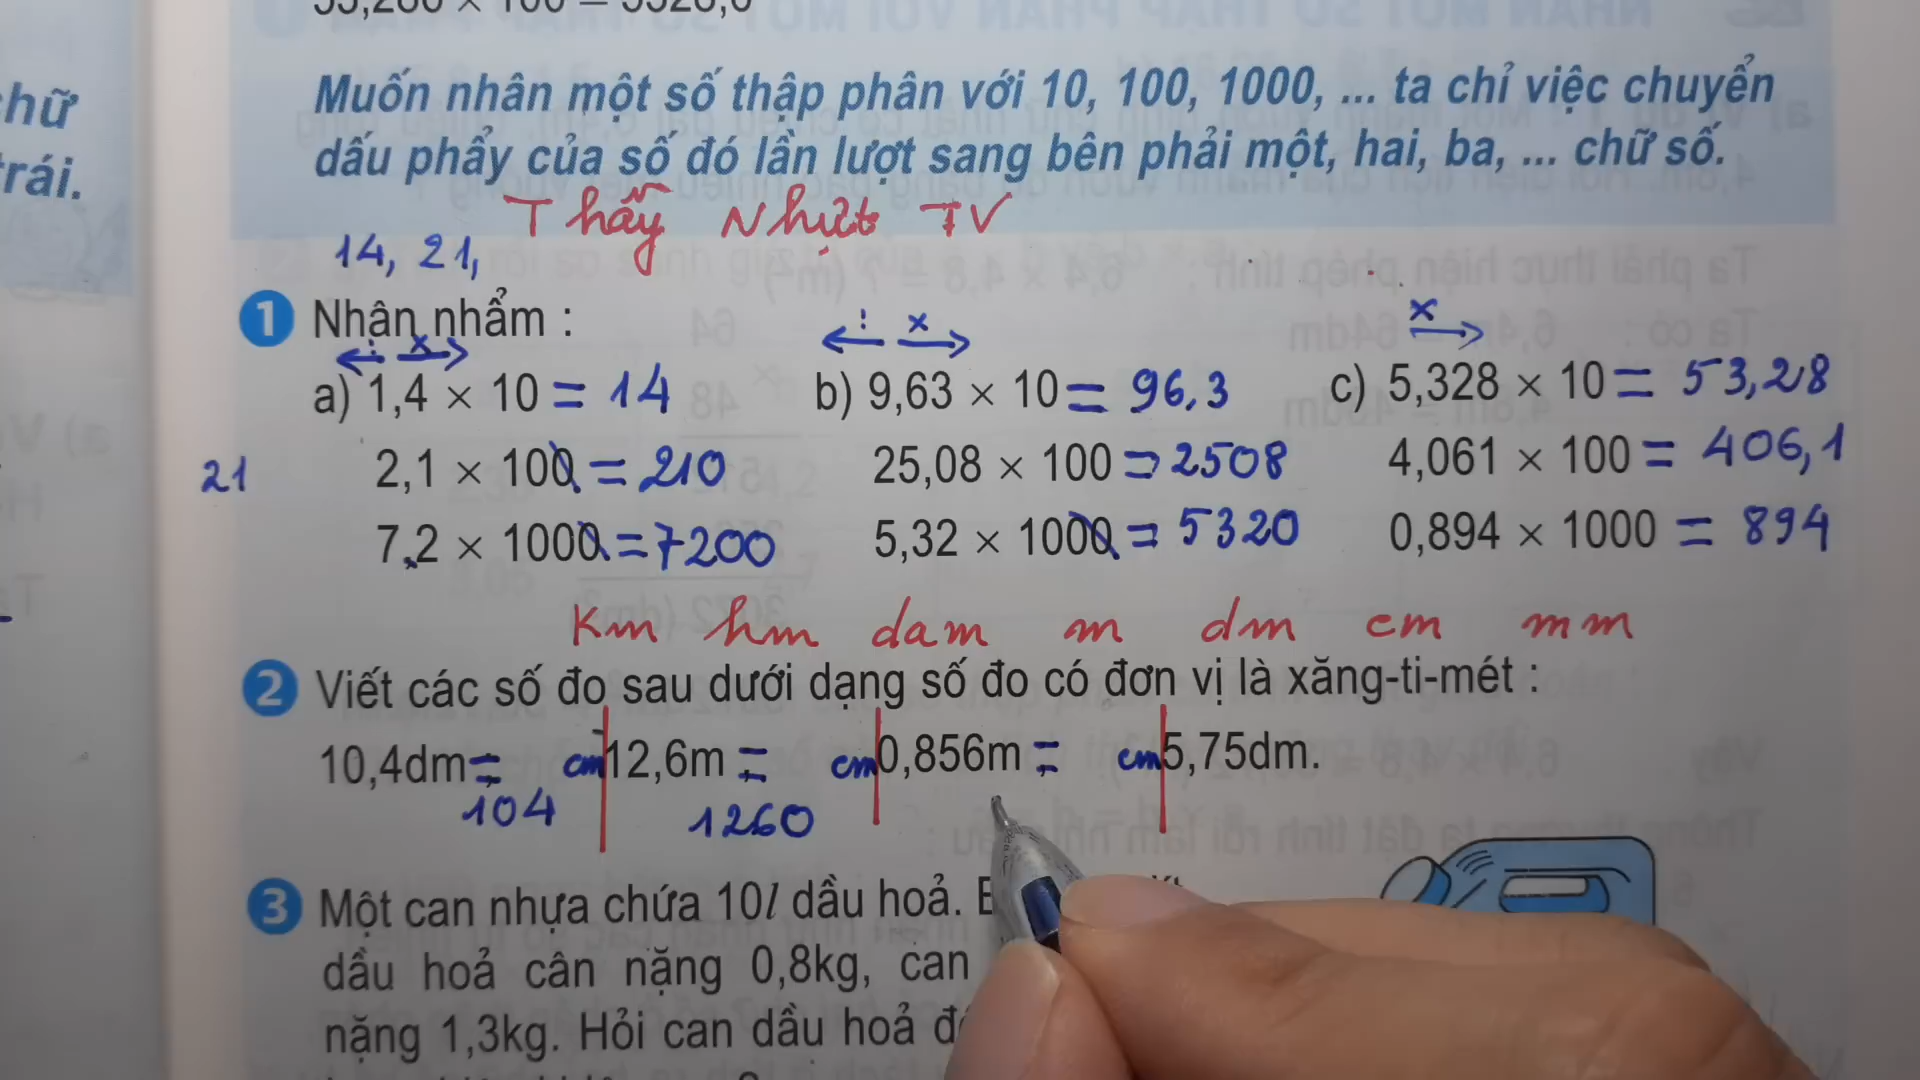 Muốn nhân một số thập phân với 10, 100, 1000, ... ta chỉ việc chuyển
dấu phẩy của số đó lần lượt sang bên phải một, hai, ba, ... chữ số.
chữ
trái.
Thầy Nhựt TV
14, 21,
1 Nhận nhẩm :
: x
: x
x
a) 1,4 × 10 = 14
b) 9,63 × 10 = 96,3
c) 5,328 × 10 = 53,28
21
2,1 × 100 = 210
25,08 × 100 = 2508
4,061 × 100 = 406,1
7,2 × 1000 = 7200
5,32 × 1000 = 5320
0,894 × 1000 = 894
Km hm dam m dm cm mm
2 Viết các số đo sau dưới dạng số đo có đơn vị là xăng-ti-mét :
10,4dm = cm 12,6m = cm 0,856m = cm 5,75dm.
104 1260
3 Một can nhựa chứa 10l dầu hoả.
dầu hoả cân nặng 0,8kg, can
nặng 1,3kg. Hỏi can dầu hoả